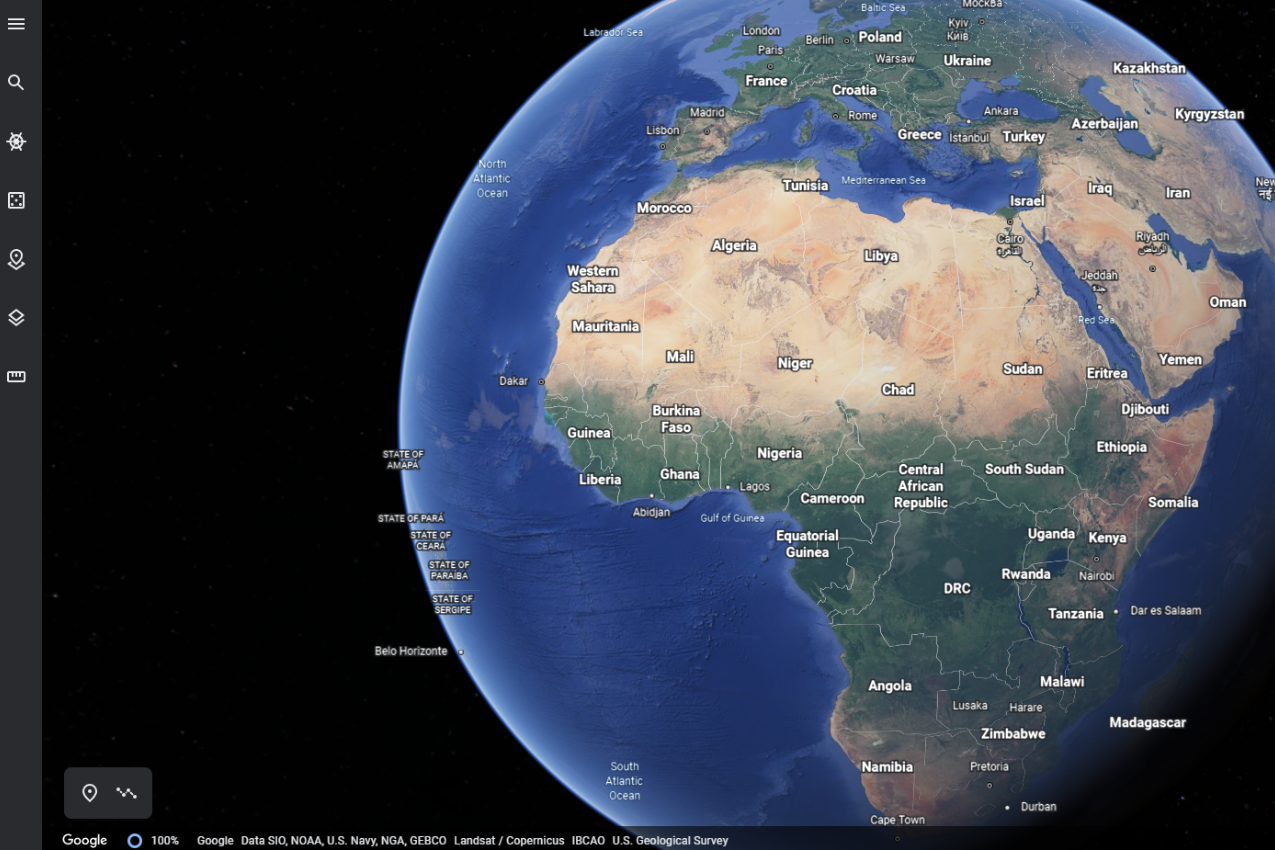 Москва
Baltic Sea
Labrador Sea
London
Kyiv
Київ
Berlin
Poland
Paris
Warsaw
Ukraine
Kazakhstan
France
Croatia
Madrid
Rome
Ankara
Kyrgyzstan
Lisbon
Greece
Istanbul
Turkey
Azerbaijan
North
Atlantic
Ocean
Tunisia
Mediterranean Sea
Iraq
Iran
New
नई
Morocco
Israel
Algeria
Cairo
القاهرة
Riyadh
الرياض
Libya
Western
Sahara
Jeddah
جدة
Oman
Mauritania
Red Sea
Mali
Niger
Sudan
Eritrea
Yemen
Dakar
Chad
Burkina
Faso
Djibouti
Guinea
Nigeria
Ethiopia
STATE OF
AMAPÁ
Liberia
Ghana
Lagos
Central
African
Republic
South Sudan
Cameroon
Somalia
Abidjan
STATE OF PARÁ
Gulf of Guinea
STATE OF
CEARÁ
Equatorial
Guinea
Uganda
Kenya
STATE OF
PARAÍBA
Rwanda
Nairobi
DRC
STATE OF
SERGIPE
Tanzania
Dar es Salaam
Belo Horizonte
Angola
Malawi
Lusaka
Harare
Madagascar
Zimbabwe
South
Atlantic
Ocean
Namibia
Pretoria
Durban
Cape Town
Google 100% Google Data SIO, NOAA, U.S. Navy, NGA, GEBCO Landsat / Copernicus IBCAO U.S. Geological Survey